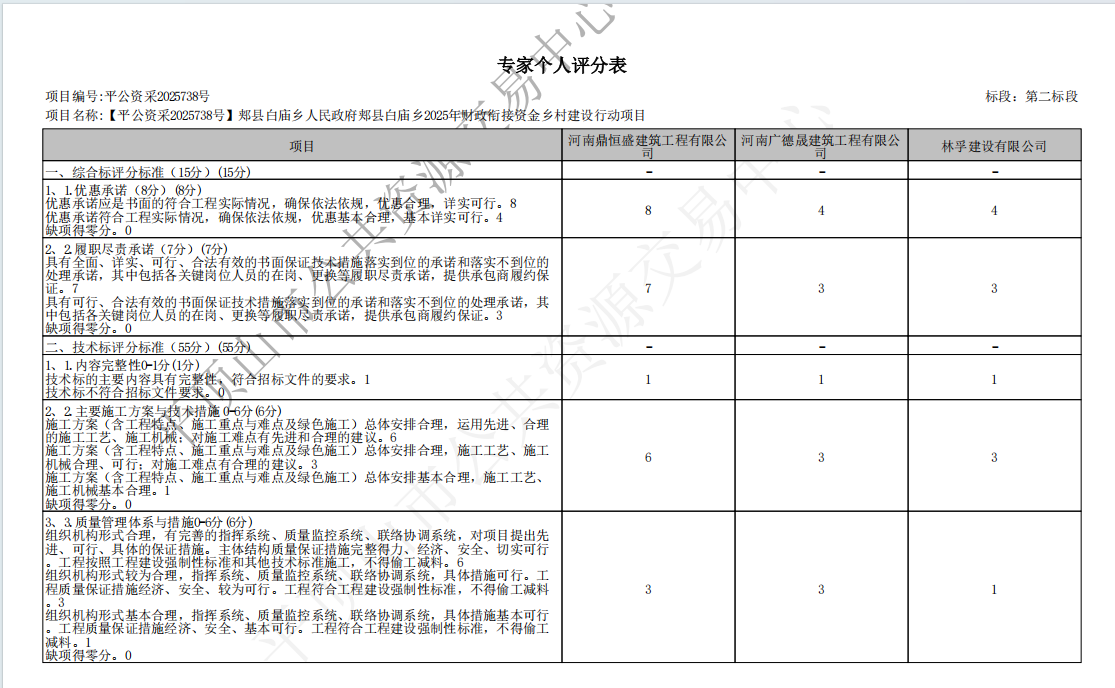 专家个人评分表
项目编号:平公资采2025738号
标段：第二标段
项目名称:【平公资采2025738号】郏县白庙乡人民政府郏县白庙乡2025年财政衔接资金乡村建设行动项目
项目
河南鼎恒盛建筑工程有限公司
河南广德晟建筑工程有限公司
林孚建设有限公司
一、综合标评分标准（15分）(15分)
-
-
-
1、1.优惠承诺（8分）(8分)
优惠承诺应是书面的符合工程实际情况，确保依法依规，优惠合理，详实可行。8
优惠承诺符合工程实际情况，确保依法依规，优惠基本合理，基本详实可行。4
缺项得零分。0
8
4
4
2、2.履职尽责承诺（7分）(7分)
具有全面、详实、可行、合法有效的书面保证技术措施落实到位的承诺和落实不到位的
处理承诺，其中包括各关键岗位人员的在岗、更换等履职尽责承诺，提供承包商履约保
证。7
具有可行、合法有效的书面保证技术措施落实到位的承诺和落实不到位的处理承诺，其
中包括各关键岗位人员的在岗、更换等履职尽责承诺，提供承包商履约保证。3
缺项得零分。0
7
3
3
二、技术标评分标准（55分）(55分)
-
-
-
1、1.内容完整性0-1分(1分)
技术标的主要内容具有完整性，符合招标文件的要求。1
技术标不符合招标文件要求。0
1
1
1
2、2.主要施工方案与技术措施 0-6分(6分)
施工方案（含工程特点、施工重点与难点及绿色施工）总体安排合理，运用先进、合理
的施工工艺、施工机械；对施工难点有先进和合理的建议。6
施工方案（含工程特点、施工重点与难点及绿色施工）总体安排合理，施工工艺、施工
机械合理、可行；对施工难点有合理的建议。3
施工方案（含工程特点、施工重点与难点及绿色施工）总体安排基本合理，施工工艺、
施工机械基本合理。1
缺项得零分。0
6
3
3
3、3.质量管理体系与措施0-6分(6分)
组织机构形式合理，有完善的指挥系统、质量监控系统、联络协调系统，对项目提出先
进、可行、具体的保证措施。主体结构质量保证措施完整得力、经济、安全、切实可行
。工程按照工程建设强制性标准和其他技术标准施工，不得偷工减料。6
组织机构形式较为合理，指挥系统、质量监控系统、联络协调系统，具体措施可行。工
程质量保证措施经济、安全、较为可行。工程符合工程建设强制性标准，不得偷工减料
。3
组织机构形式基本合理，指挥系统、质量监控系统、联络协调系统，具体措施基本可行
。工程质量保证措施经济、安全、基本可行。工程符合工程建设强制性标准，不得偷工
减料。1
缺项得零分。0
3
3
1
平顶山市公共资源交易中心
平顶山市公共资源交易中心